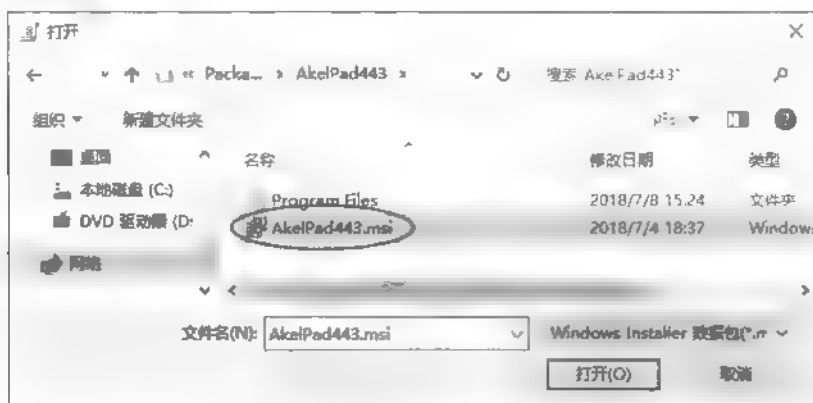 打开
« Packa... › AkelPad443 ›
搜索"AkelPad443"
组织 新建文件夹
桌面
名称 修改日期 类型
本地磁盘 (C:)
Program Files 2018/7/8 15:24 文件夹
DVD 驱动器 (D:
AkelPad443.msi 2018/7/4 18:37 Windows
网络
文件名(N): AkelPad443.msi Windows Installer 数据包(*.m
打开(O) 取消